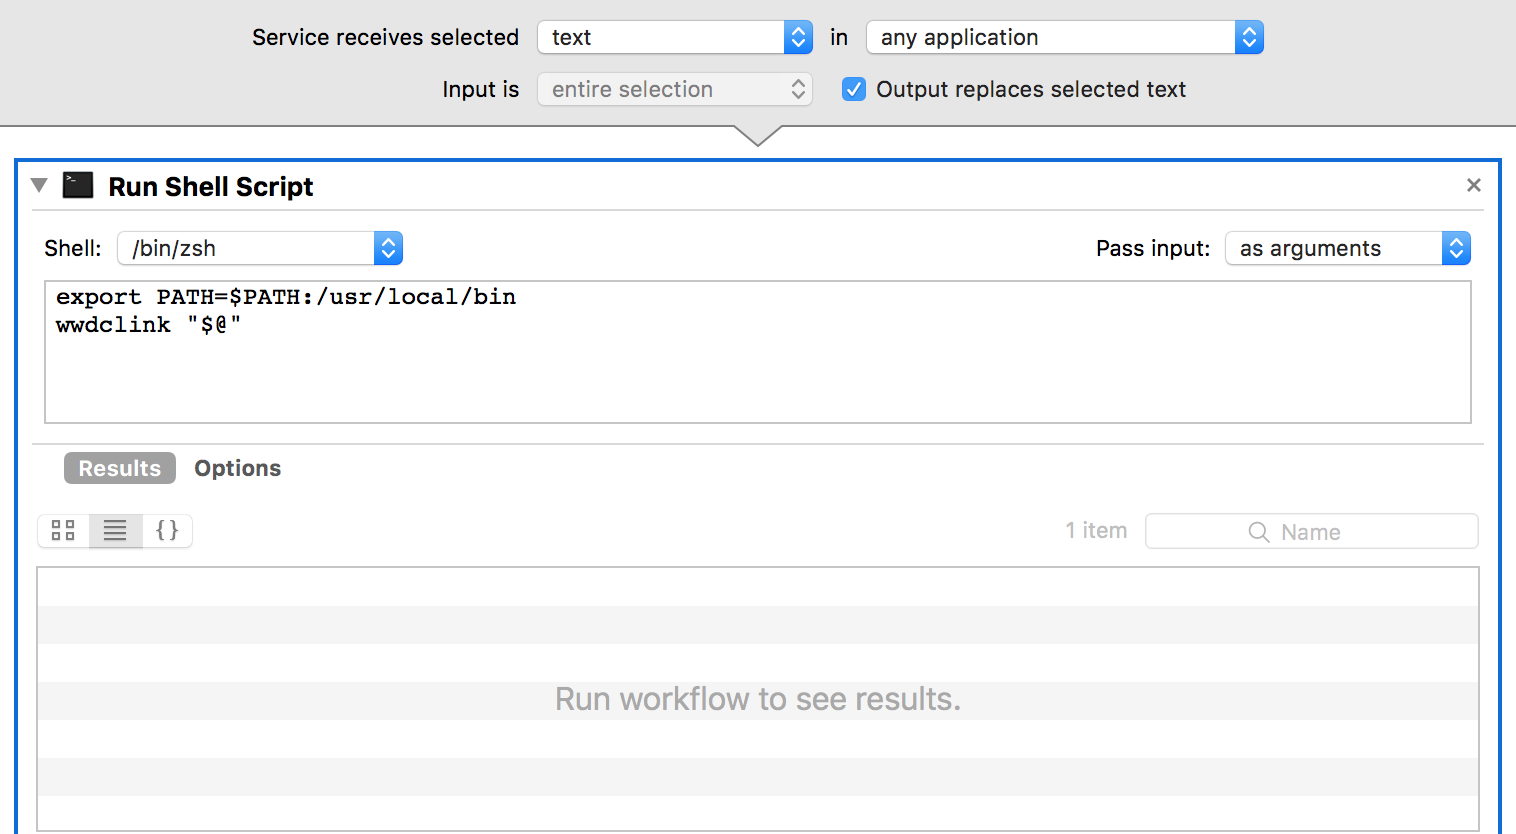 Service receives selected text in any application
Input is entire selection Output replaces selected text
Run Shell Script
Shell: /bin/zsh Pass input: as arguments
export PATH=$PATH:/usr/local/bin
wwdclink "$@"
Results Options
{} 1 item Name
Run workflow to see results.